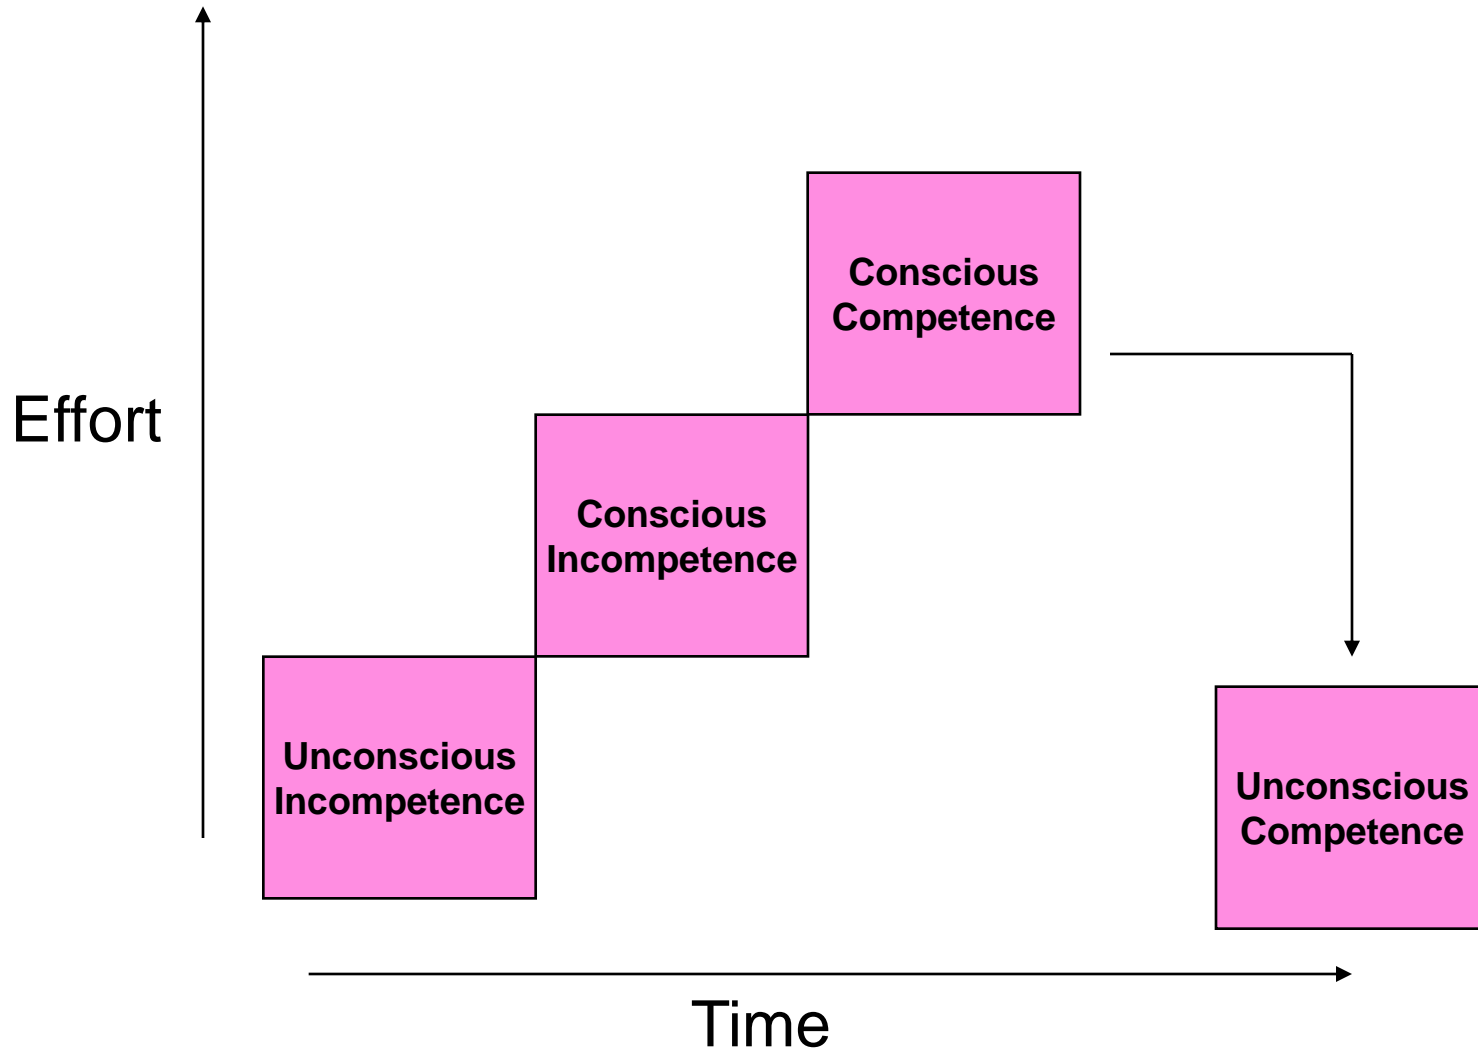 Conscious
Competence
Effort
Conscious
Incompetence
Unconscious
Incompetence
Unconscious
Competence
Time